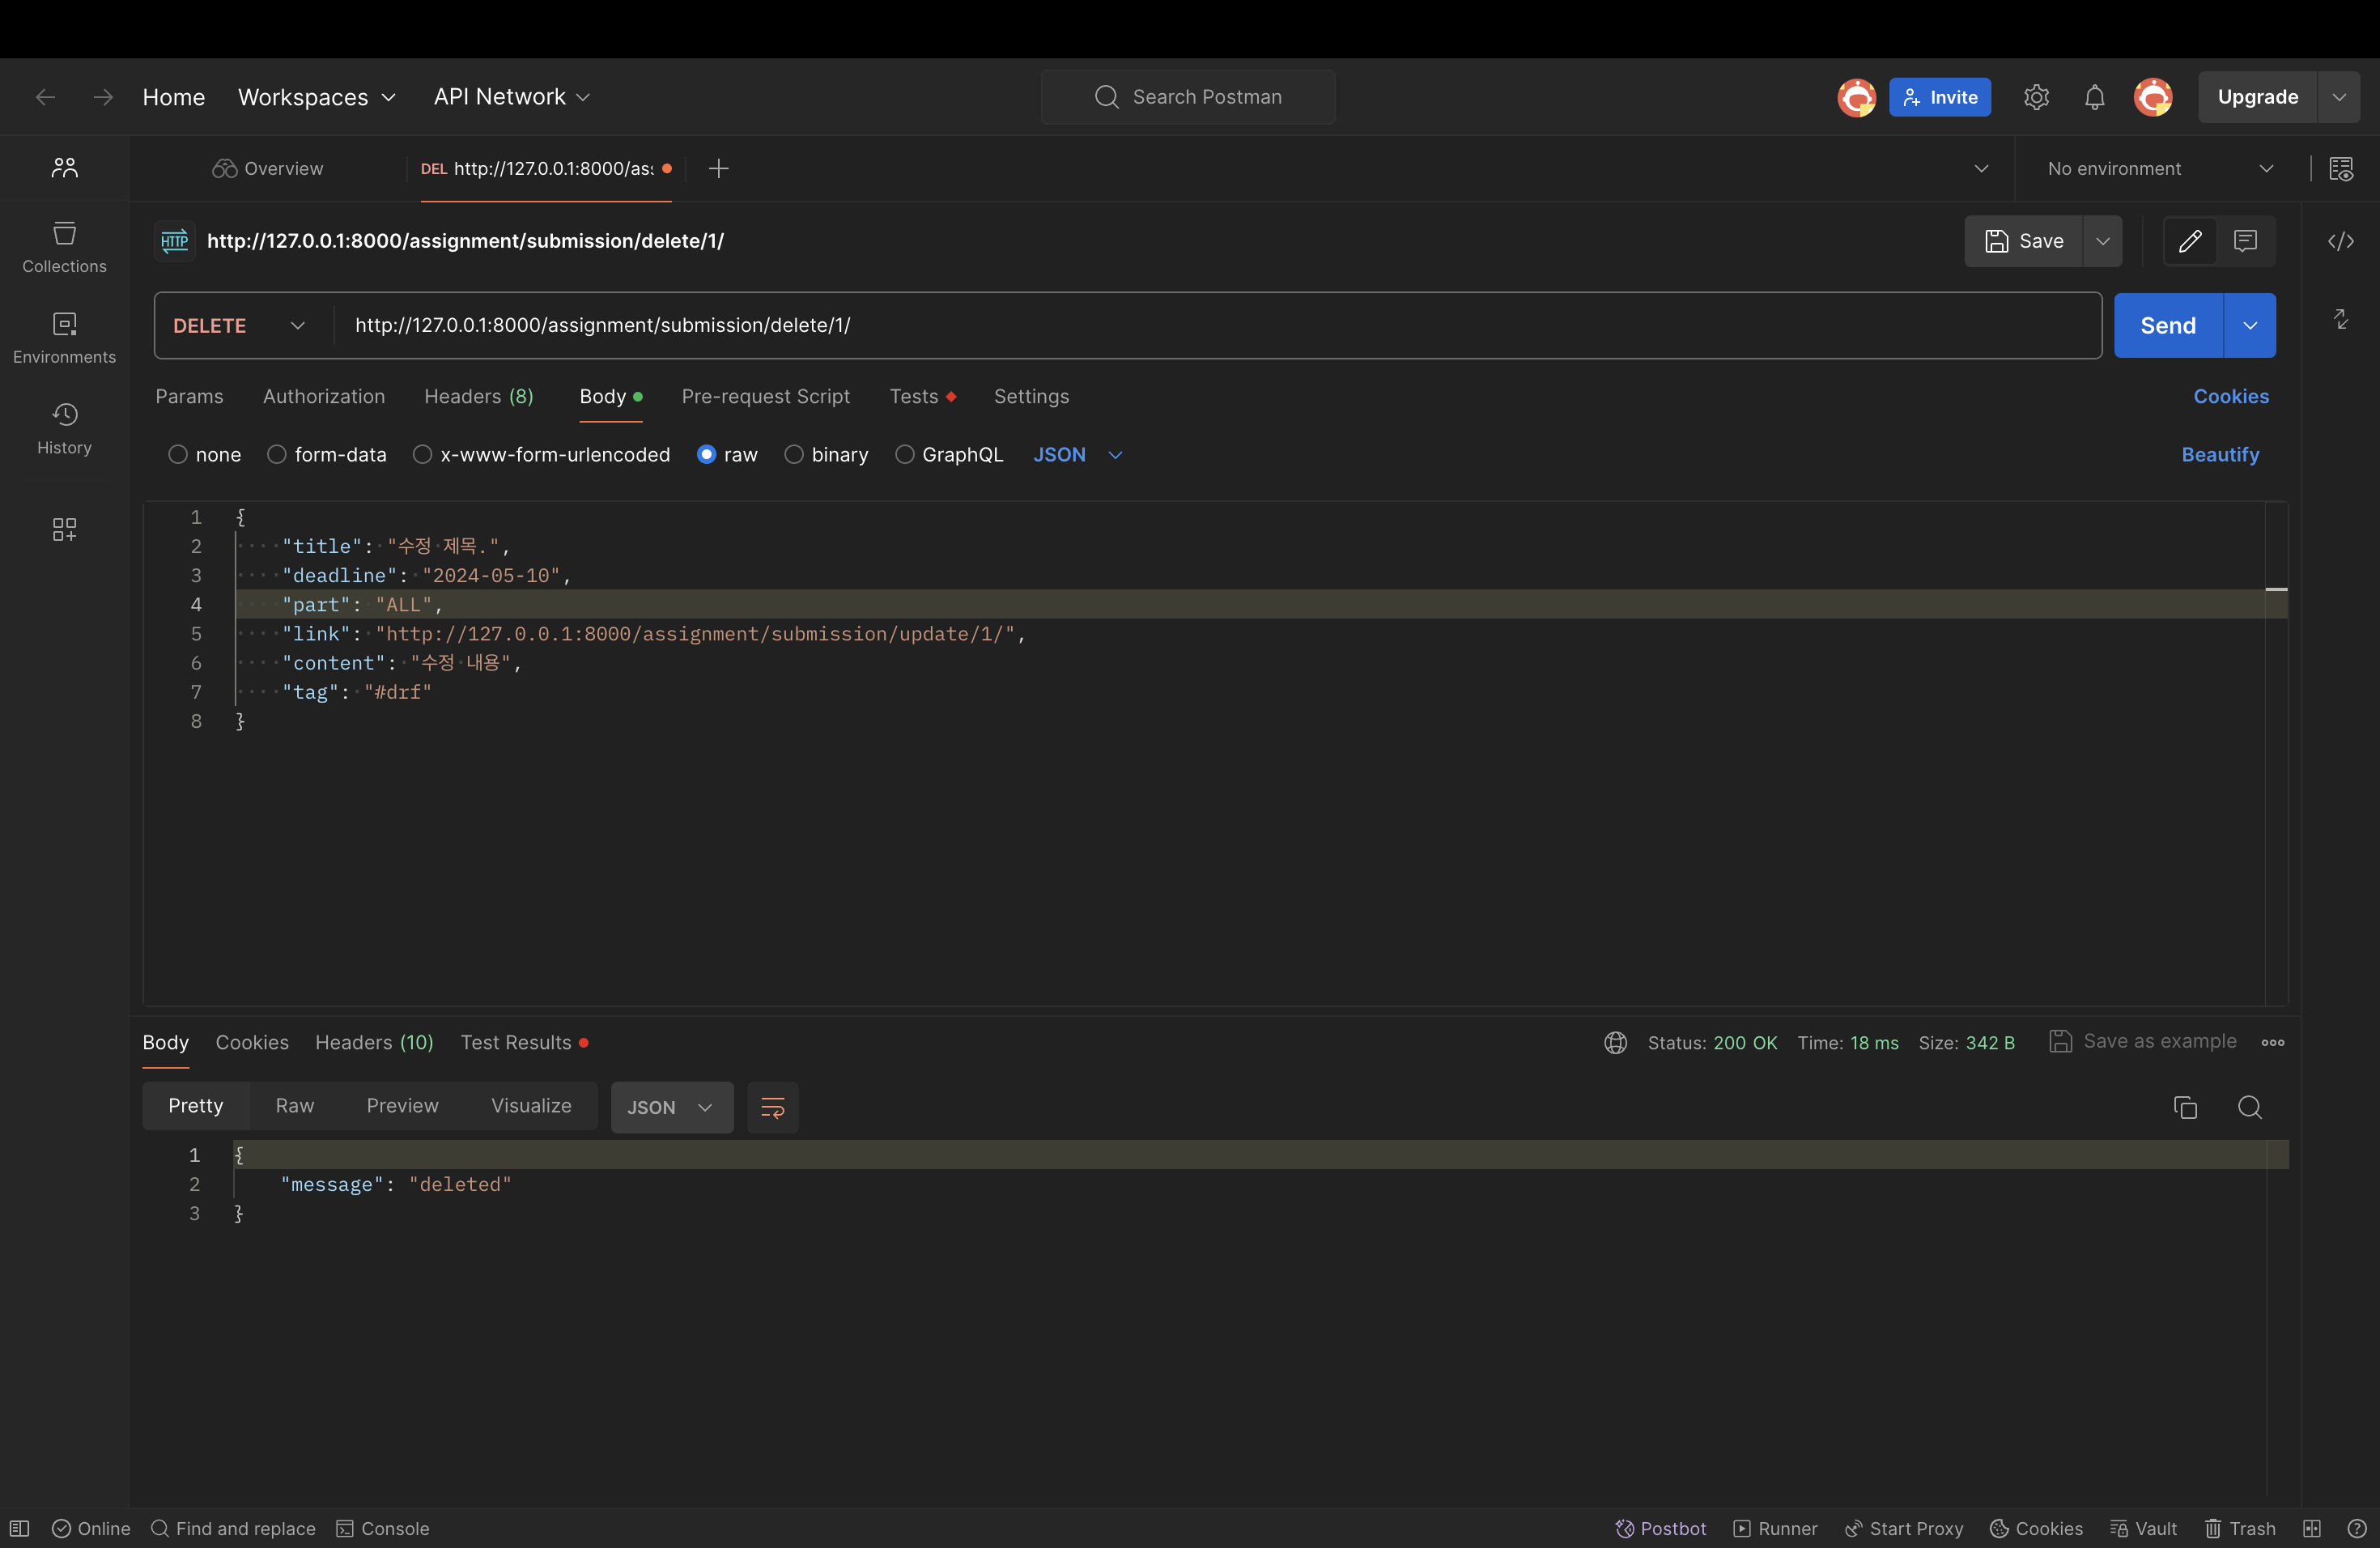 Home Workspaces API Network Search Postman Invite Upgrade
Overview DEL http://127.0.0.1:8000/as No environment
HTTP http://127.0.0.1:8000/assignment/submission/delete/1/ Save
DELETE http://127.0.0.1:8000/assignment/submission/delete/1/ Send
Collections
Environments
History
Params Authorization Headers (8) Body Pre-request Script Tests Settings Cookies
none form-data x-www-form-urlencoded raw binary GraphQL JSON Beautify
1 {
2 "title": "수정 제목.",
3 "deadline": "2024-05-10",
4 "part": "ALL",
5 "link": "http://127.0.0.1:8000/assignment/submission/update/1/",
6 "content": "수정 내용",
7 "tag": "#drf"
8 }
Body Cookies Headers (10) Test Results Status: 200 OK Time: 18 ms Size: 342 B Save as example
Pretty Raw Preview Visualize JSON
1 {
2 "message": "deleted"
3 }
Online Find and replace Console Postbot Runner Start Proxy Cookies Vault Trash